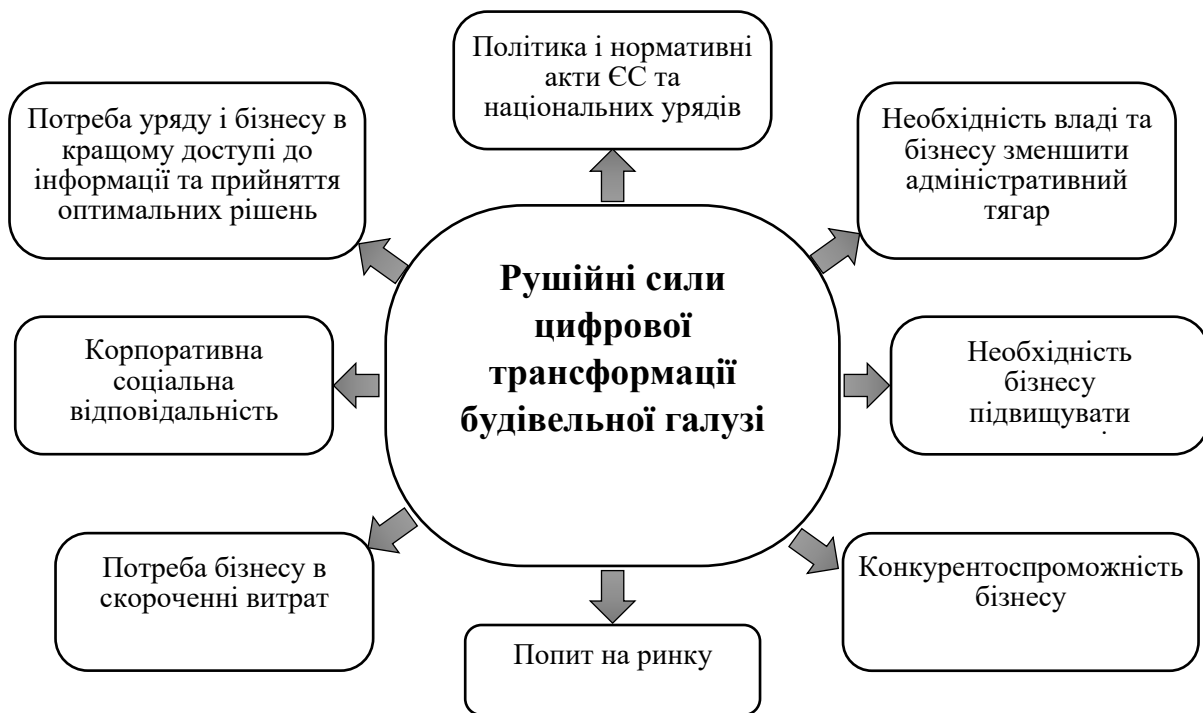 Політика і нормативні
акти ЄС та
національних урядів
Потреба уряду і бізнесу в
кращому доступі до
інформації та прийняття
оптимальних рішень
Необхідність владі та
бізнесу зменшити
адміністративний
тягар
Рушійні сили
цифрової
трансформації
будівельної галузі
Корпоративна
соціальна
відповідальність
Необхідність
бізнесу
підвищувати
Потреба бізнесу в
скороченні витрат
Конкурентоспроможність
бізнесу
Попит на ринку